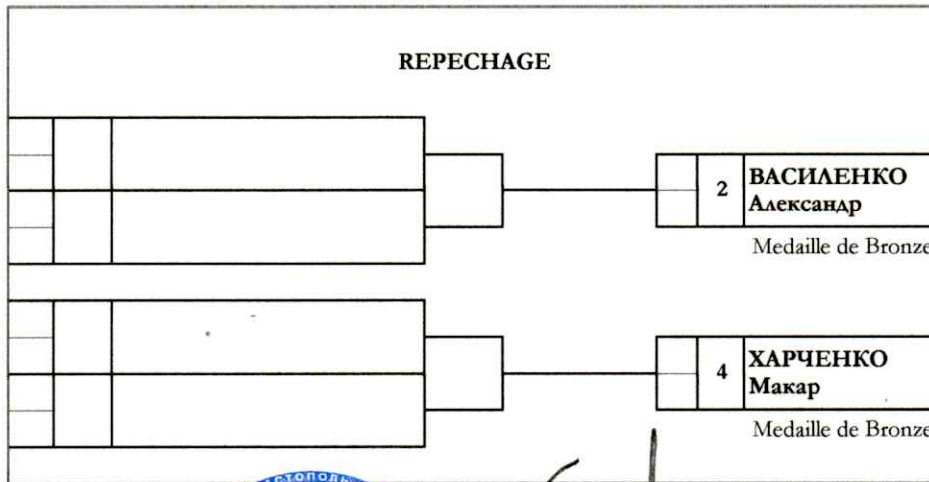 REPECHAGE
2
ВАСИЛЕНКО
Александр
Medaille de Bronze
4
ХАРЧЕНКО
Макар
Medaille de Bronze